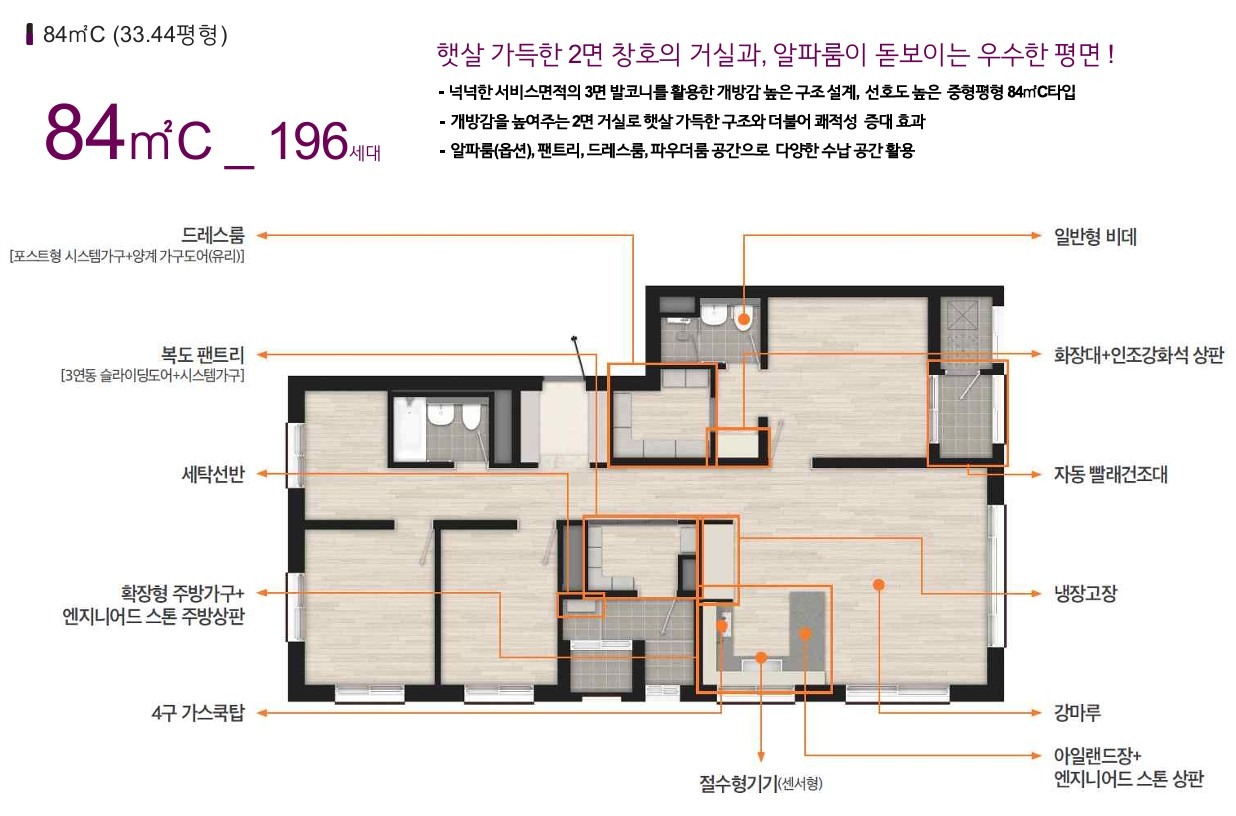 84㎡C (33.44평형)
햇살 가득한 2면 창호의 거실과, 알파룸이 돋보이는 우수한 평면 !
- 넉넉한 서비스면적의 3면 발코니를 활용한 개방감 높은 구조 설계, 선호도 높은 중형평형 84㎡C타입
84㎡C _ 196세대
- 개방감을 높여주는 2면 거실로 햇살 가득한 구조와 더불어 쾌적성 증대 효과
- 알파룸(옵션), 팬트리, 드레스룸, 파우더룸 공간으로 다양한 수납 공간 활용
드레스룸
[포스트형 시스템가구+양계 가구도어(유리)]
일반형 비데
복도 팬트리
[3연동 슬라이딩도어+시스템가구]
화장대+인조강화석 상판
세탁선반
자동 빨래건조대
확장형 주방가구+
엔지니어드 스톤 주방상판
냉장고장
4구 가스쿡탑
강마루
절수형기기(센서형)
아일랜드장+
엔지니어드 스톤 상판